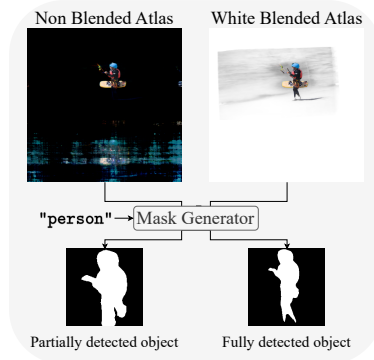 Non Blended Atlas
White Blended Atlas
"person"
Mask Generator
Partially detected object
Fully detected object